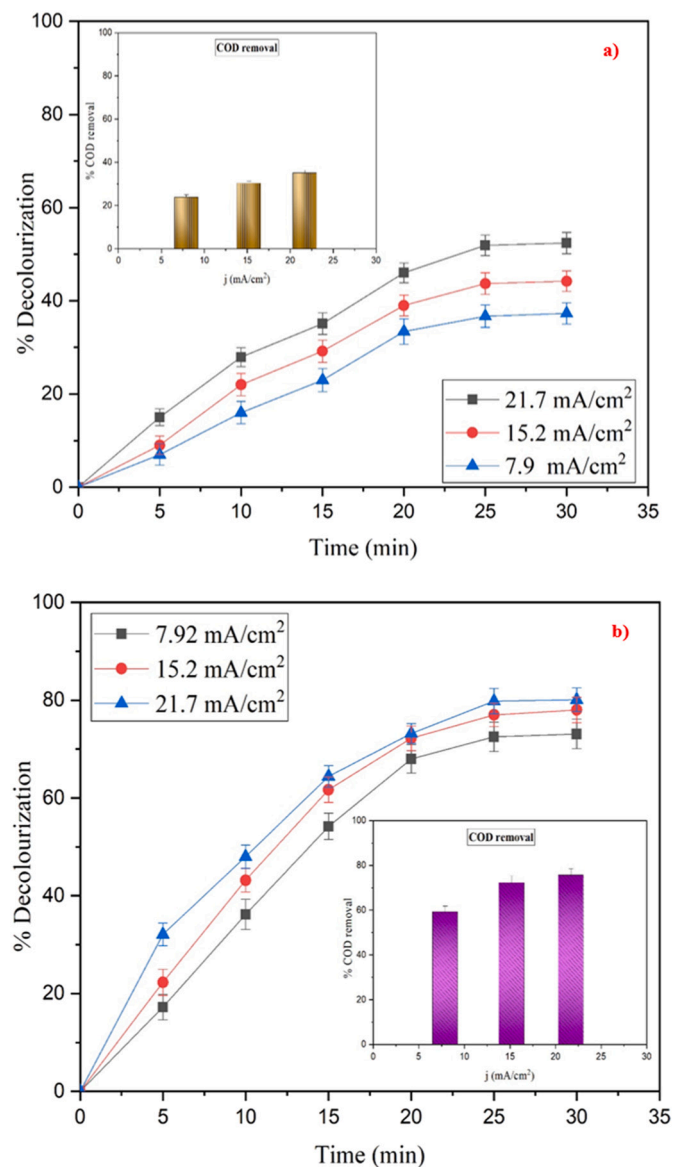 100
80
60
40
20
0
% Decolourization
0 5 10 15 20 25 30 35
Time (min)
a)
COD removal
100
80
60
40
20
0
% COD removal
0 5 10 15 20 25 30
j (mA/cm²)
21.7 mA/cm²
15.2 mA/cm²
7.9 mA/cm²
100
80
60
40
20
0
% Decolourization
0 5 10 15 20 25 30 35
Time (min)
7.92 mA/cm²
15.2 mA/cm²
21.7 mA/cm²
b)
COD removal
100
80
60
40
20
0
% COD removal
0 5 10 15 20 25 30
j (mA/cm²)